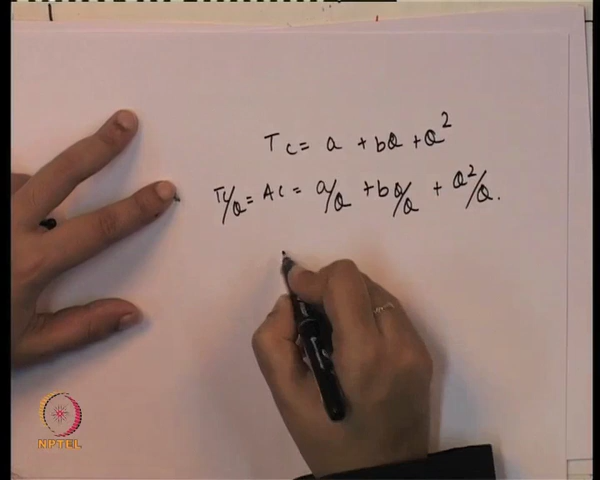 Tc = a + bQ + Q²
TC/Q = AC = a/Q + bQ/Q + Q²/Q.
NPTEL